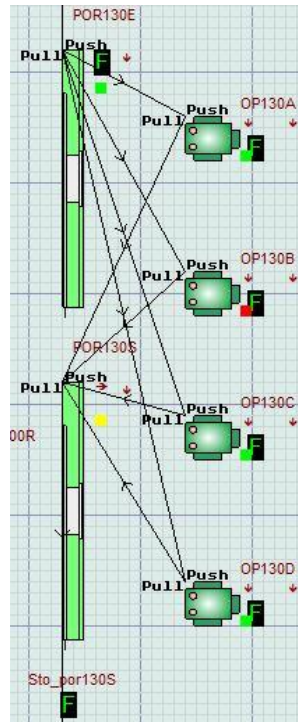 POR130E
Push
Pull
F
Push
OP130A
Pull
F
Push
OP130B
Pull
F
POR130S
Push
Pull
Push
OP130C
Pull
F
00R
Push
OP130D
Pull
F
Sto_por130S
F